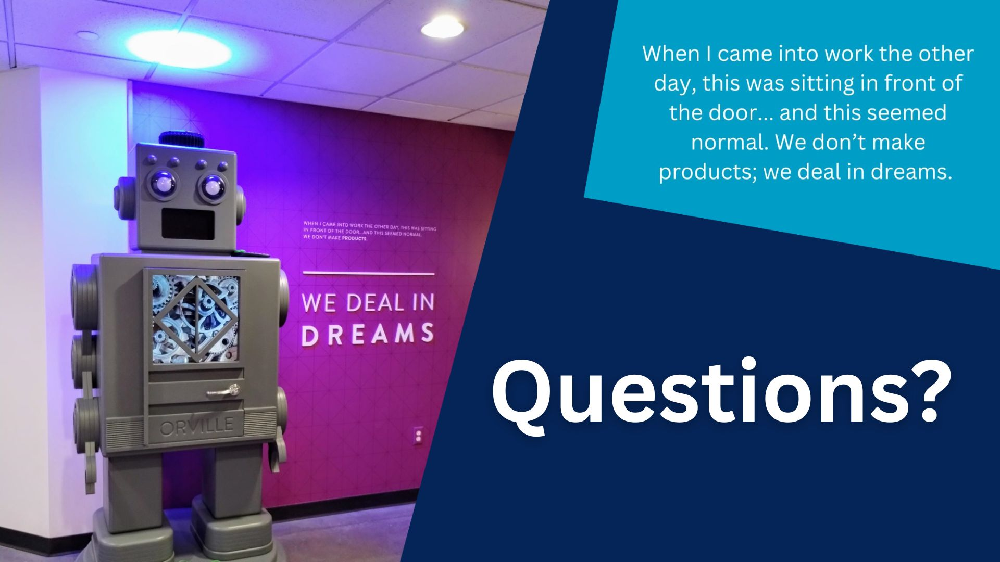 WHEN I CAME INTO WORK THE OTHER DAY, THIS WAS SITTING
IN FRONT OF THE DOOR...AND THIS SEEMED NORMAL.
WE DON'T MAKE PRODUCTS.
WE DEAL IN
DREAMS
ORVILLE
When I came into work the other
day, this was sitting in front of
the door... and this seemed
normal. We don’t make
products; we deal in dreams.
Questions?